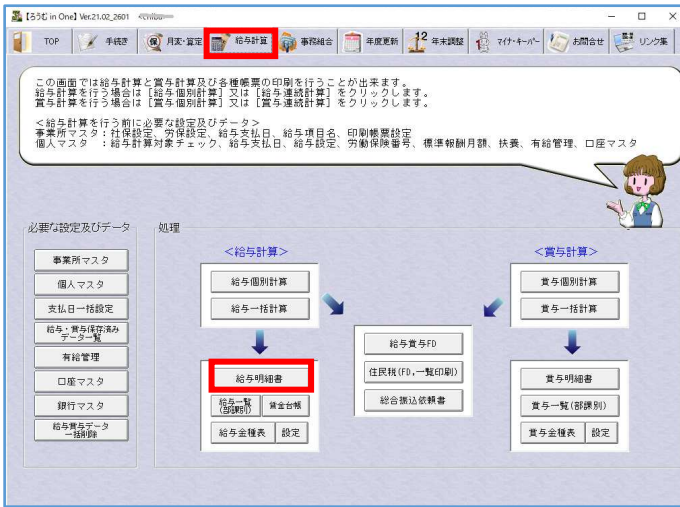 【ろうむ in One】 Ver.21.02_2601
TOP 手続き 月変・算定 給与計算 事務組合 年度更新 12 年末調整 マイナ・キーパー お問合せ リンク集
この画面では給与計算と賞与計算及び各種帳票の印刷を行うことが出来ます。
給与計算を行う場合は［給与個別計算］又は［給与連続計算］をクリックします。
賞与計算を行う場合は［賞与個別計算］又は［賞与連続計算］をクリックします。
＜給与計算を行う前に必要な設定及びデータ＞
事業所マスタ：社保設定、労保設定、給与支払日、給与項目名、印刷帳票設定
個人マスタ ：給与計算対象チェック、給与支払日、給与設定、労働保険番号、標準報酬月額、扶養、有給管理、口座マスタ
必要な設定及びデータ
事業所マスタ
個人マスタ
支払日一括設定
給与・賞与保存済み
データ一覧
有給管理
口座マスタ
銀行マスタ
給与賞与データ
一括削除
処理
＜給与計算＞
給与個別計算
給与一括計算
給与明細書
給与一覧
(部課別)
賃金台帳
給与金種表 設定
給与賞与FD
住民税(FD,一覧印刷)
総合振込依頼書
＜賞与計算＞
賞与個別計算
賞与一括計算
賞与明細書
賞与一覧(部課別)
賞与金種表 設定